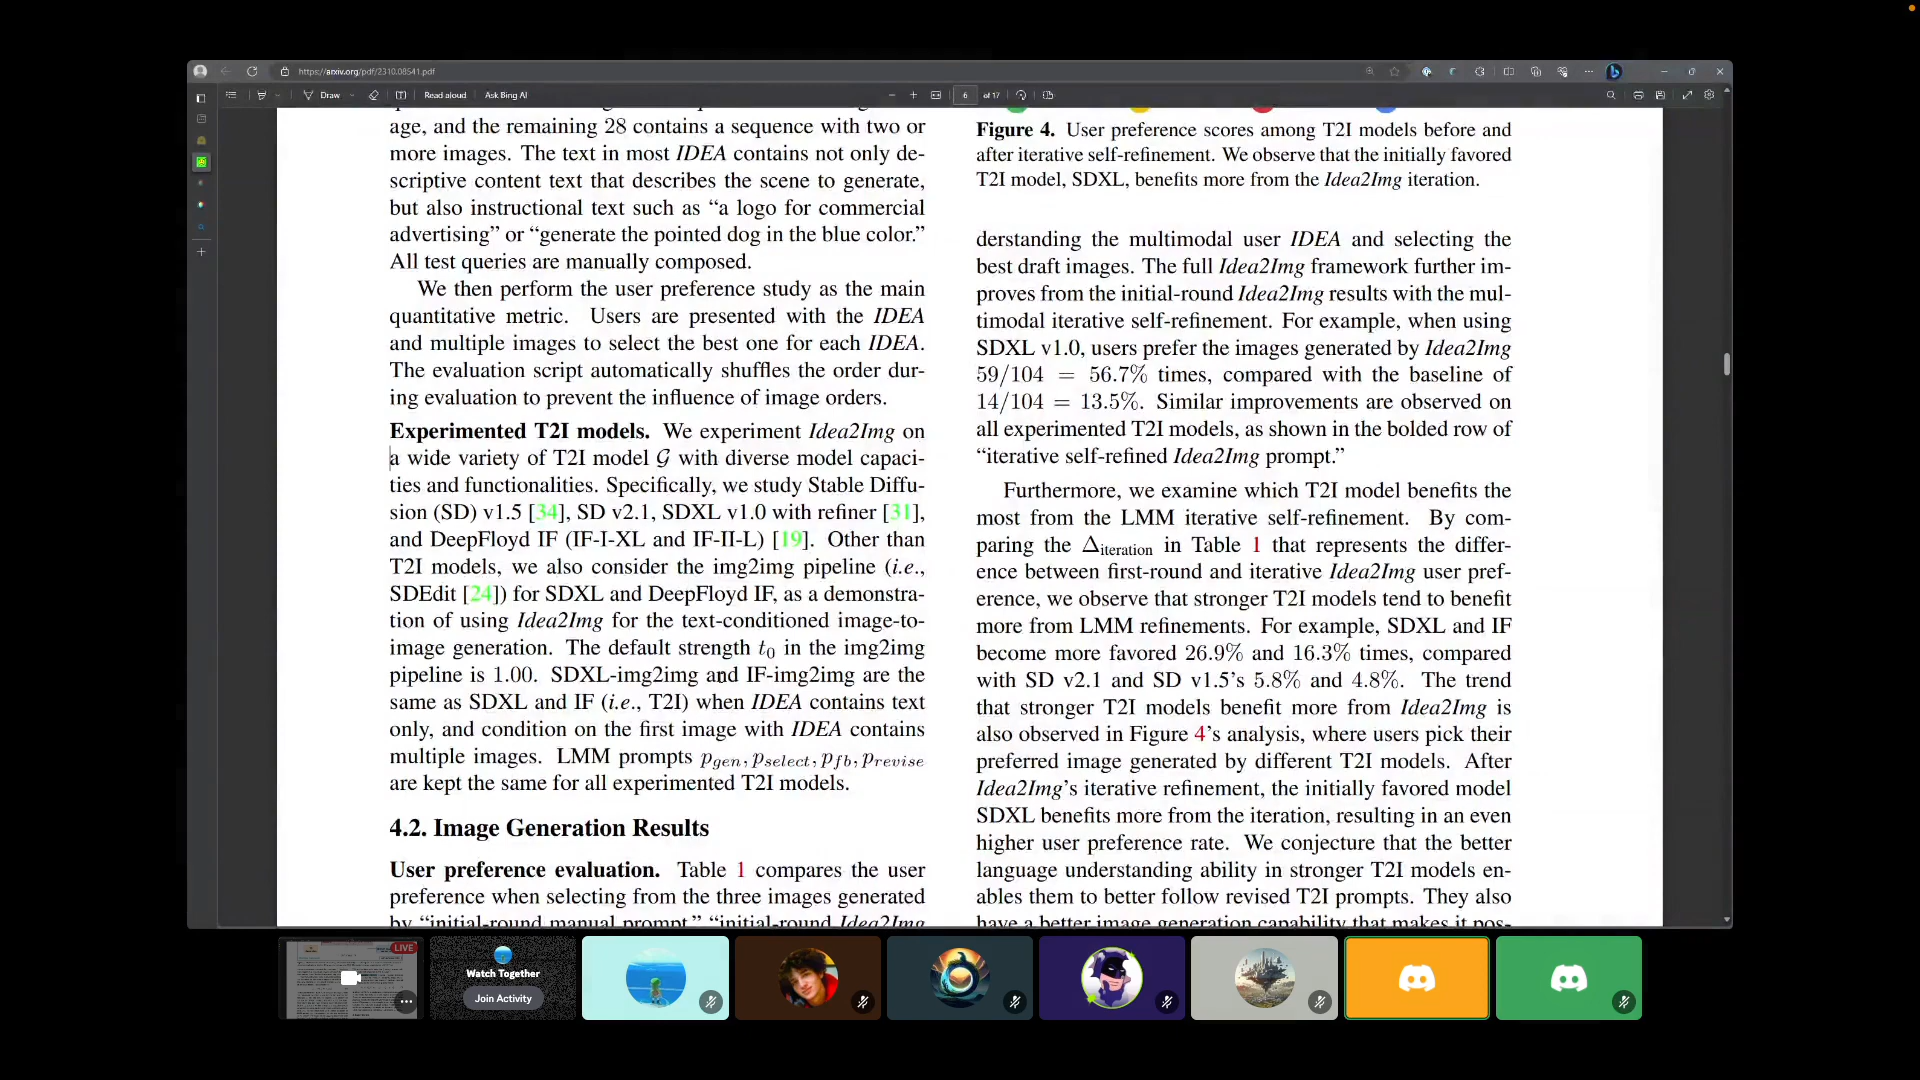 https://arxiv.org/pdf/2310.08541.pdf
Draw
Read aloud
Ask Bing AI
6
of 17
age, and the remaining 28 contains a sequence with two or
more images. The text in most IDEA contains not only de-
scriptive content text that describes the scene to generate,
but also instructional text such as “a logo for commercial
advertising” or “generate the pointed dog in the blue color.”
All test queries are manually composed.
We then perform the user preference study as the main
quantitative metric. Users are presented with the IDEA
and multiple images to select the best one for each IDEA.
The evaluation script automatically shuffles the order dur-
ing evaluation to prevent the influence of image orders.
Experimented T2I models. We experiment Idea2Img on
a wide variety of T2I model G with diverse model capaci-
ties and functionalities. Specifically, we study Stable Diffu-
sion (SD) v1.5 [34], SD v2.1, SDXL v1.0 with refiner [31],
and DeepFloyd IF (IF-I-XL and IF-II-L) [19]. Other than
T2I models, we also consider the img2img pipeline (i.e.,
SDEdit [24]) for SDXL and DeepFloyd IF, as a demonstra-
tion of using Idea2Img for the text-conditioned image-to-
image generation. The default strength t0 in the img2img
pipeline is 1.00. SDXL-img2img and IF-img2img are the
same as SDXL and IF (i.e., T2I) when IDEA contains text
only, and condition on the first image with IDEA contains
multiple images. LMM prompts pgen, pselect, pfb, previse
are kept the same for all experimented T2I models.
4.2. Image Generation Results
User preference evaluation. Table 1 compares the user
preference when selecting from the three images generated
by “initial-round manual prompt,” “initial-round Idea2Img
Figure 4. User preference scores among T2I models before and
after iterative self-refinement. We observe that the initially favored
T2I model, SDXL, benefits more from the Idea2Img iteration.
derstanding the multimodal user IDEA and selecting the
best draft images. The full Idea2Img framework further im-
proves from the initial-round Idea2Img results with the mul-
timodal iterative self-refinement. For example, when using
SDXL v1.0, users prefer the images generated by Idea2Img
59/104 = 56.7% times, compared with the baseline of
14/104 = 13.5%. Similar improvements are observed on
all experimented T2I models, as shown in the bolded row of
“iterative self-refined Idea2Img prompt.”
Furthermore, we examine which T2I model benefits the
most from the LMM iterative self-refinement. By com-
paring the Δiteration in Table 1 that represents the differ-
ence between first-round and iterative Idea2Img user pref-
erence, we observe that stronger T2I models tend to benefit
more from LMM refinements. For example, SDXL and IF
become more favored 26.9% and 16.3% times, compared
with SD v2.1 and SD v1.5’s 5.8% and 4.8%. The trend
that stronger T2I models benefit more from Idea2Img is
also observed in Figure 4’s analysis, where users pick their
preferred image generated by different T2I models. After
Idea2Img’s iterative refinement, the initially favored model
SDXL benefits more from the iteration, resulting in an even
higher user preference rate. We conjecture that the better
language understanding ability in stronger T2I models en-
ables them to better follow revised T2I prompts. They also
have a better image generation capability that makes it pos-
LIVE
Watch Together
Join Activity